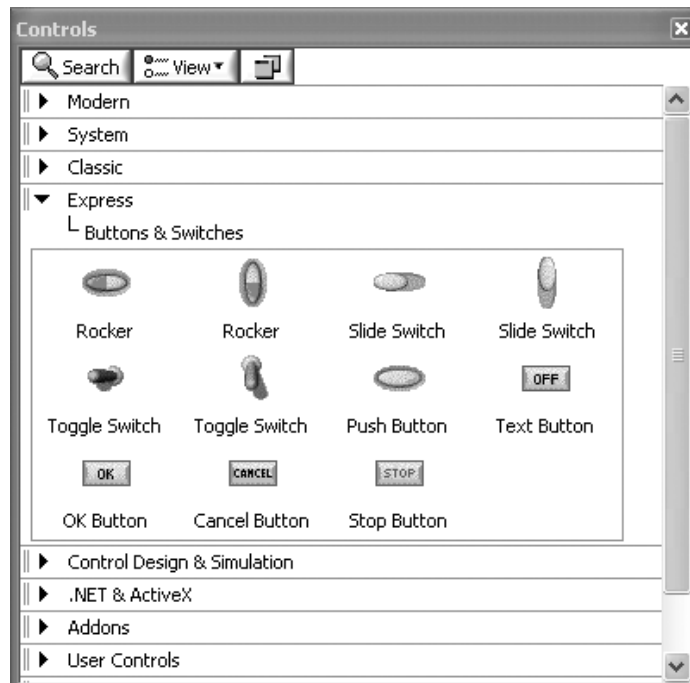 Controls
Search View
Modern
System
Classic
Express
Buttons & Switches
Rocker Rocker Slide Switch Slide Switch
OFF
Toggle Switch Toggle Switch Push Button Text Button
OK CANCEL STOP
OK Button Cancel Button Stop Button
Control Design & Simulation
.NET & ActiveX
Addons
User Controls